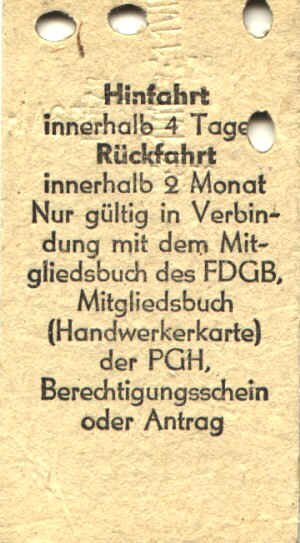 Hinfahrt
innerhalb 4 Tage
Rückfahrt
innerhalb 2 Monat
Nur gültig in Verbin-
dung mit dem Mit-
gliedsbuch des FDGB,
Mitgliedsbuch
(Handwerkerkarte)
der PGH,
Berechtigungsschein
oder Antrag